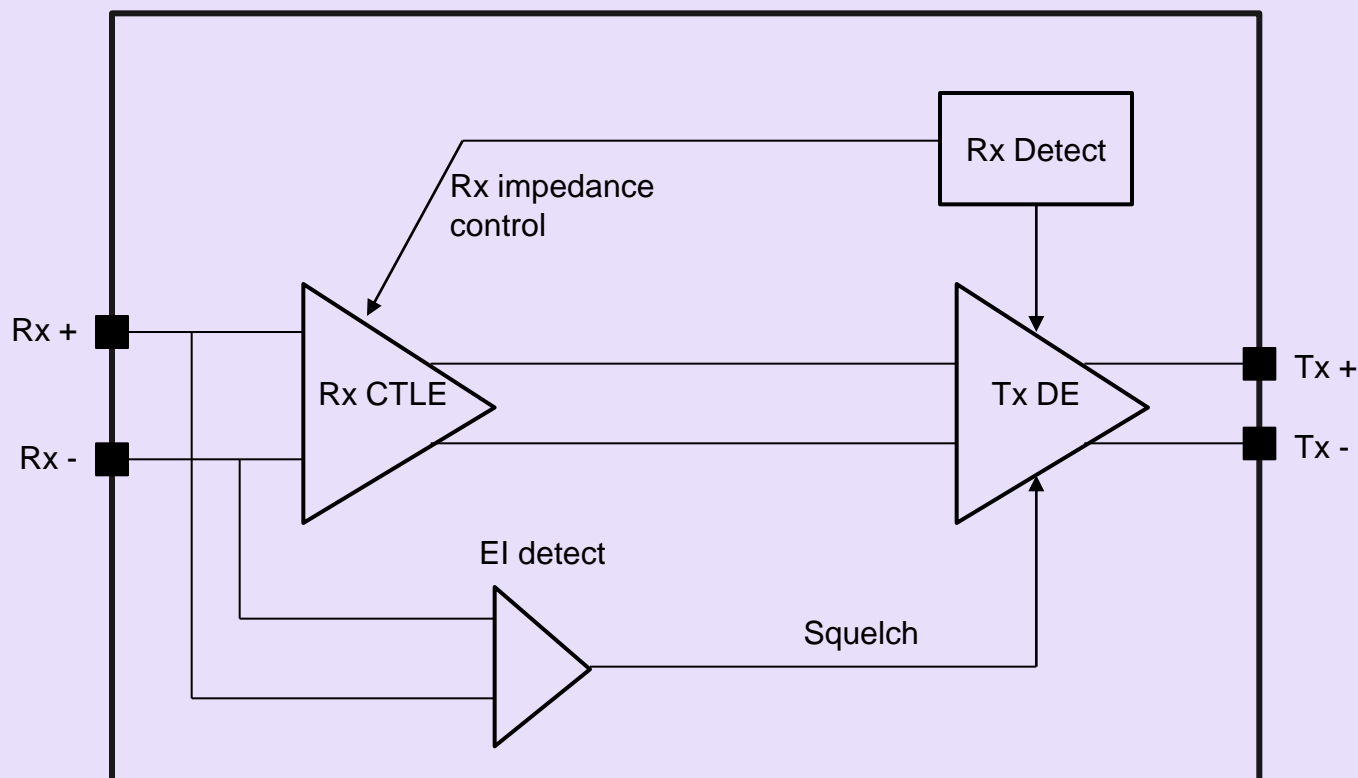 Rx Detect
Rx impedance
control
Rx +
Tx +
Rx CTLE
Tx DE
Rx -
Tx -
EI detect
Squelch